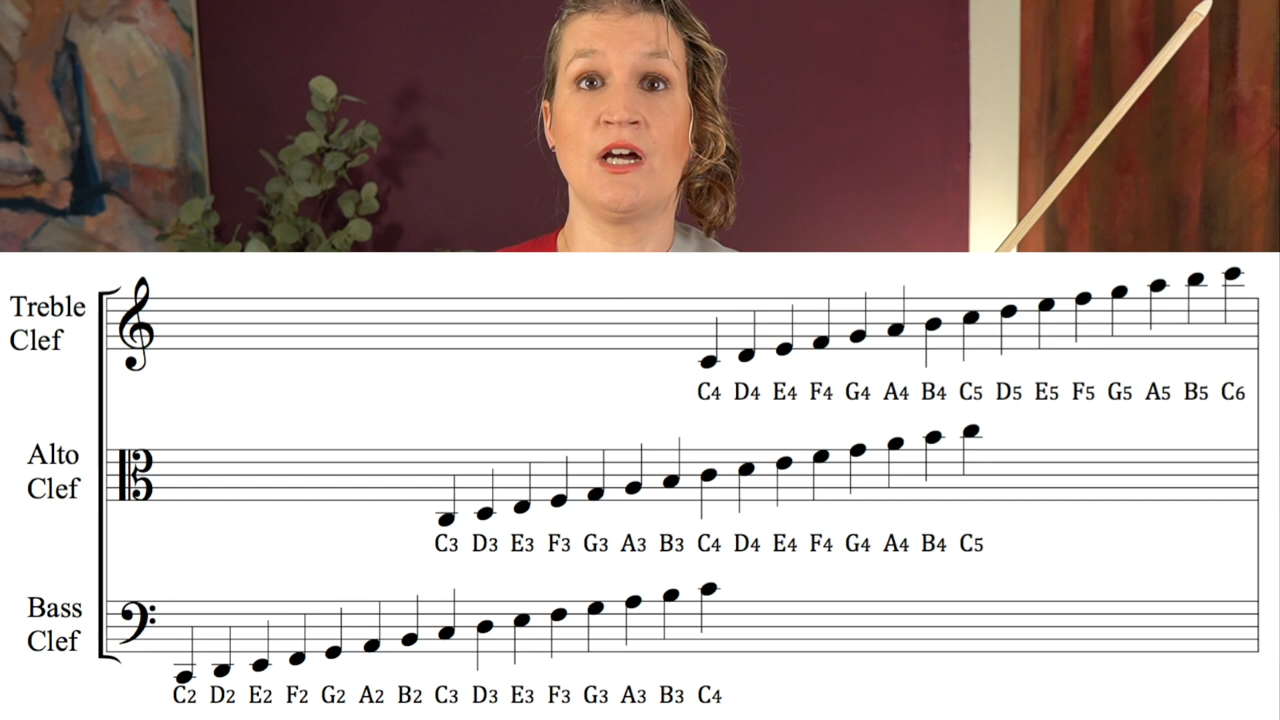 Treble
Clef
C4 D4 E4 F4 G4 A4 B4 C5 D5 E5 F5 G5 A5 B5 C6
Alto
Clef
C3 D3 E3 F3 G3 A3 B3 C4 D4 E4 F4 G4 A4 B4 C5
Bass
Clef
C2 D2 E2 F2 G2 A2 B2 C3 D3 E3 F3 G3 A3 B3 C4